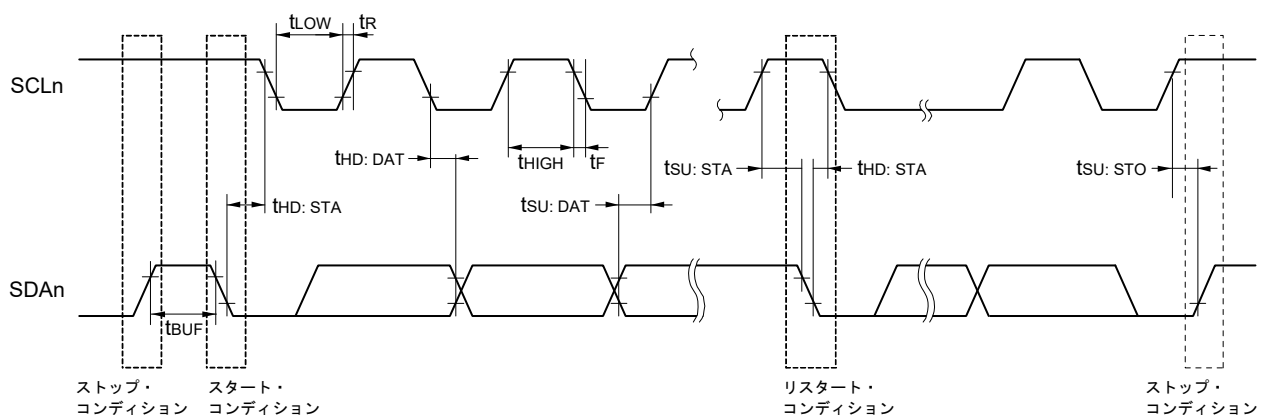 tLOW tR
SCLn
tHD: DAT tHIGH tF tSU: STA tHD: STA tSU: STO
tHD: STA tSU: DAT
SDAn
tBUF
ストップ・ スタート・ リスタート・ ストップ・
コンディション コンディション コンディション コンディション